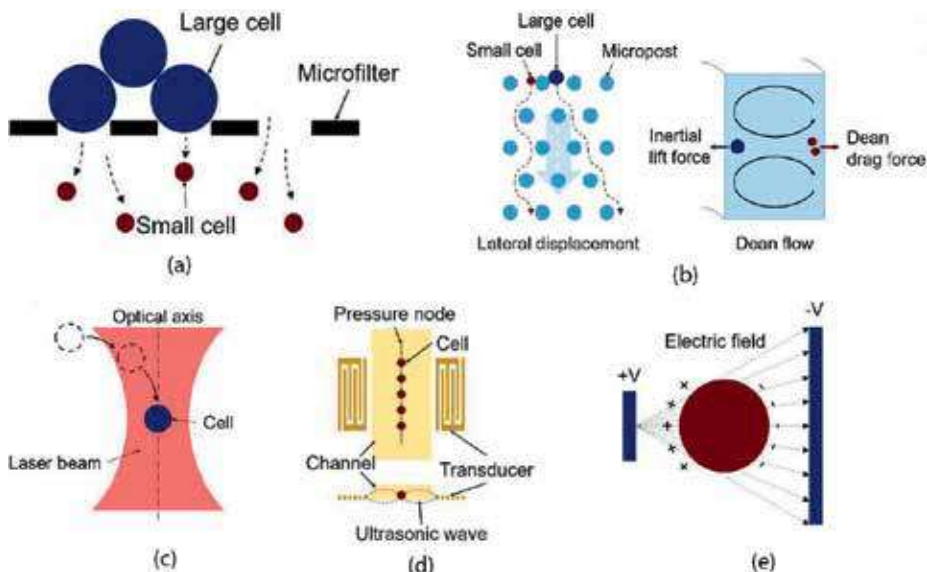 Large cell
Microfilter
Small cell
(a)
Large cell
Small cell
Micropost
Inertial
lift force
Dean
drag force
Lateral displacement
Dean flow
(b)
Optical axis
Cell
Laser beam
(c)
Pressure node
Cell
Channel
Transducer
Ultrasonic wave
(d)
-V
Electric field
+V
(e)